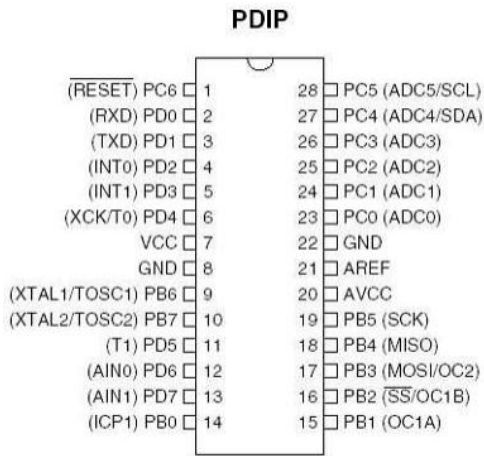 PDIP
(RESET) PC6 1 28 PC5 (ADC5/SCL)
(RXD) PD0 2 27 PC4 (ADC4/SDA)
(TXD) PD1 3 26 PC3 (ADC3)
(INT0) PD2 4 25 PC2 (ADC2)
(INT1) PD3 5 24 PC1 (ADC1)
(XCK/T0) PD4 6 23 PC0 (ADC0)
VCC 7 22 GND
GND 8 21 AREF
(XTAL1/TOSC1) PB6 9 20 AVCC
(XTAL2/TOSC2) PB7 10 19 PB5 (SCK)
(T1) PD5 11 18 PB4 (MISO)
(AIN0) PD6 12 17 PB3 (MOSI/OC2)
(AIN1) PD7 13 16 PB2 (SS/OC1B)
(ICP1) PB0 14 15 PB1 (OC1A)